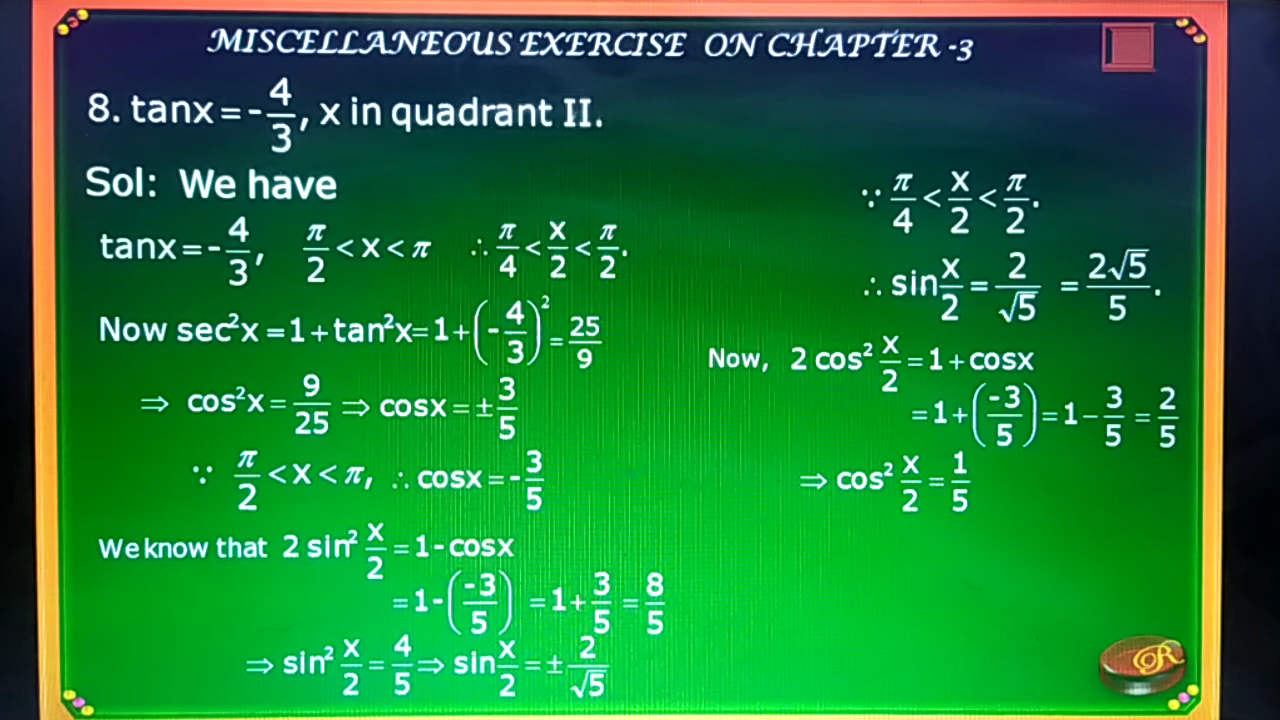 MISCELLANEOUS EXERCISE ON CHAPTER -3
8. tanx = -4/3, x in quadrant II.
Sol: We have
tanx = -4/3, π/2 < x < π ∴ π/4 < x/2 < π/2.
Now sec²x = 1 + tan²x = 1 + (-4/3)² = 25/9
⇒ cos²x = 9/25 ⇒ cosx = ± 3/5
∵ π/2 < x < π, ∴ cosx = -3/5
We know that 2 sin² x/2 = 1 - cosx
= 1 - (-3/5) = 1 + 3/5 = 8/5
⇒ sin² x/2 = 4/5 ⇒ sin x/2 = ± 2/√5
∵ π/4 < x/2 < π/2.
∴ sin x/2 = 2/√5 = 2√5/5.
Now, 2 cos² x/2 = 1 + cosx
= 1 + (-3/5) = 1 - 3/5 = 2/5
⇒ cos² x/2 = 1/5